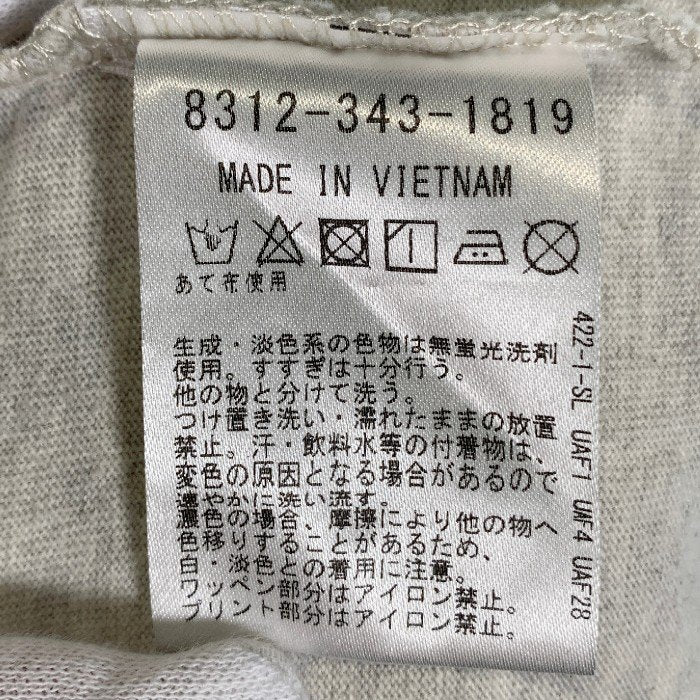 8312-343-1819
MADE IN VIETNAM
あて布使用
生成・淡色系の色物は無蛍光洗剤
使用。すすぎは十分行う。
他の物と分けて洗う。
つけ置き洗い・濡れたままの放置
禁止。汗・飲料水等の付着物は、
変色の原因となる場合があるので
速やかに洗い流す。
濃色の場合、摩擦により他の物へ
色移りすることがあるため、
白・淡色との着用に注意。
ワッペン部分はアイロン禁止。
プリント部分はアイロン禁止。
422-1-SL UAF1 UMF4 UAF28